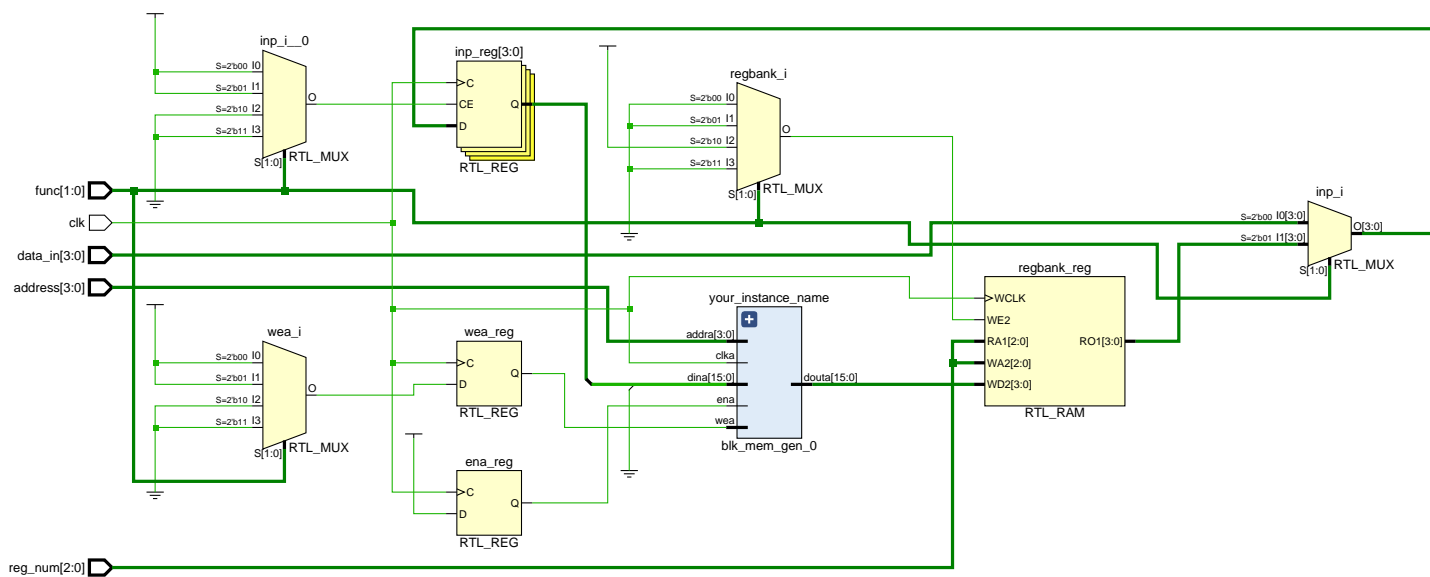 inp_i__0
S=2'b00 I0
S=2'b01 I1
S=2'b10 I2
S=2'b11 I3
O
S[1:0]
RTL_MUX
inp_reg[3:0]
C
CE
D
Q
RTL_REG
regbank_i
S=2'b00 I0
S=2'b01 I1
S=2'b10 I2
S=2'b11 I3
O
S[1:0]
RTL_MUX
func[1:0]
clk
data_in[3:0]
address[3:0]
inp_i
S=2'b00 I0[3:0]
S=2'b01 I1[3:0]
O[3:0]
S[1:0]
RTL_MUX
wea_i
S=2'b00 I0
S=2'b01 I1
S=2'b10 I2
S=2'b11 I3
O
S[1:0]
RTL_MUX
wea_reg
C
D
Q
RTL_REG
ena_reg
C
D
Q
RTL_REG
your_instance_name
addra[3:0]
clka
dina[15:0]
ena
wea
douta[15:0]
blk_mem_gen_0
regbank_reg
WCLK
WE2
RA1[2:0]
WA2[2:0]
WD2[3:0]
RO1[3:0]
RTL_RAM
reg_num[2:0]